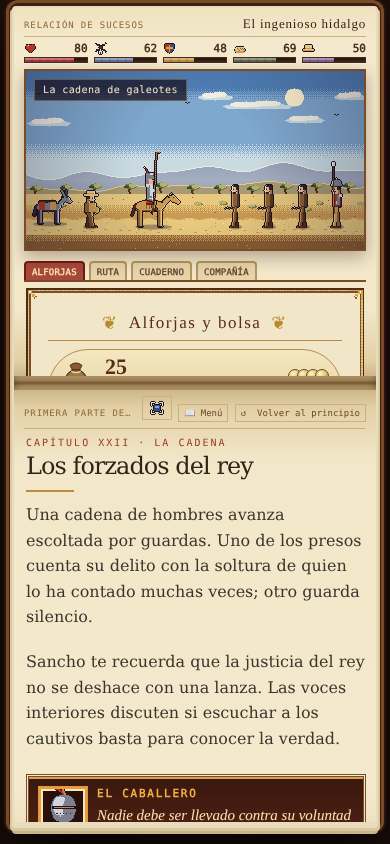 RELACIÓN DE SUCESOS
El ingenioso hidalgo
80 62 48 69 50
La cadena de galeotes
ALFORJAS RUTA CUADERNO COMPAÑÍA
Alforjas y bolsa
25
PRIMERA PARTE DE… Menú Volver al principio
CAPÍTULO XXII · LA CADENA
Los forzados del rey
Una cadena de hombres avanza
escoltada por guardas. Uno de los presos
cuenta su delito con la soltura de quien
lo ha contado muchas veces; otro guarda
silencio.
Sancho te recuerda que la justicia del rey
no se deshace con una lanza. Las voces
interiores discuten si escuchar a los
cautivos basta para conocer la verdad.
EL CABALLERO
Nadie debe ser llevado contra su voluntad